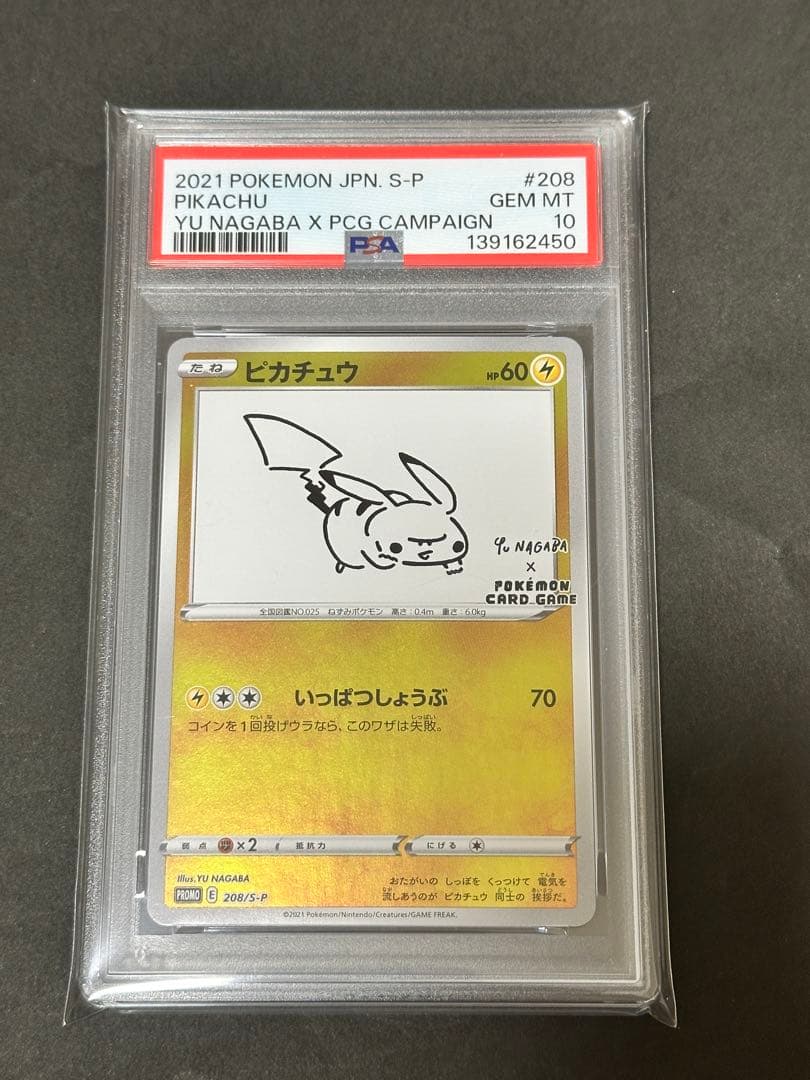 2021 POKEMON JPN. S-P #208
PIKACHU GEM MT
YU NAGABA X PCG CAMPAIGN 10
PSA 139162450
たね ピカチュウ HP60
YU NAGABA
×
POKÉMON
CARD GAME
全国図鑑NO.025 ねずみポケモン 高さ:0.4m 重さ:6.0kg
いっぱつしょうぶ 70
コインを1回投げウラなら、このワザは失敗。
弱点 ×2 抵抗力 にげる
Illus.YU NAGABA
PROMO E 208/S-P
おたがいの しっぽを くっつけて 電気を
流しあうのが ピカチュウ 同士の 挨拶だ。
©2021 Pokémon/Nintendo/Creatures/GAME FREAK.